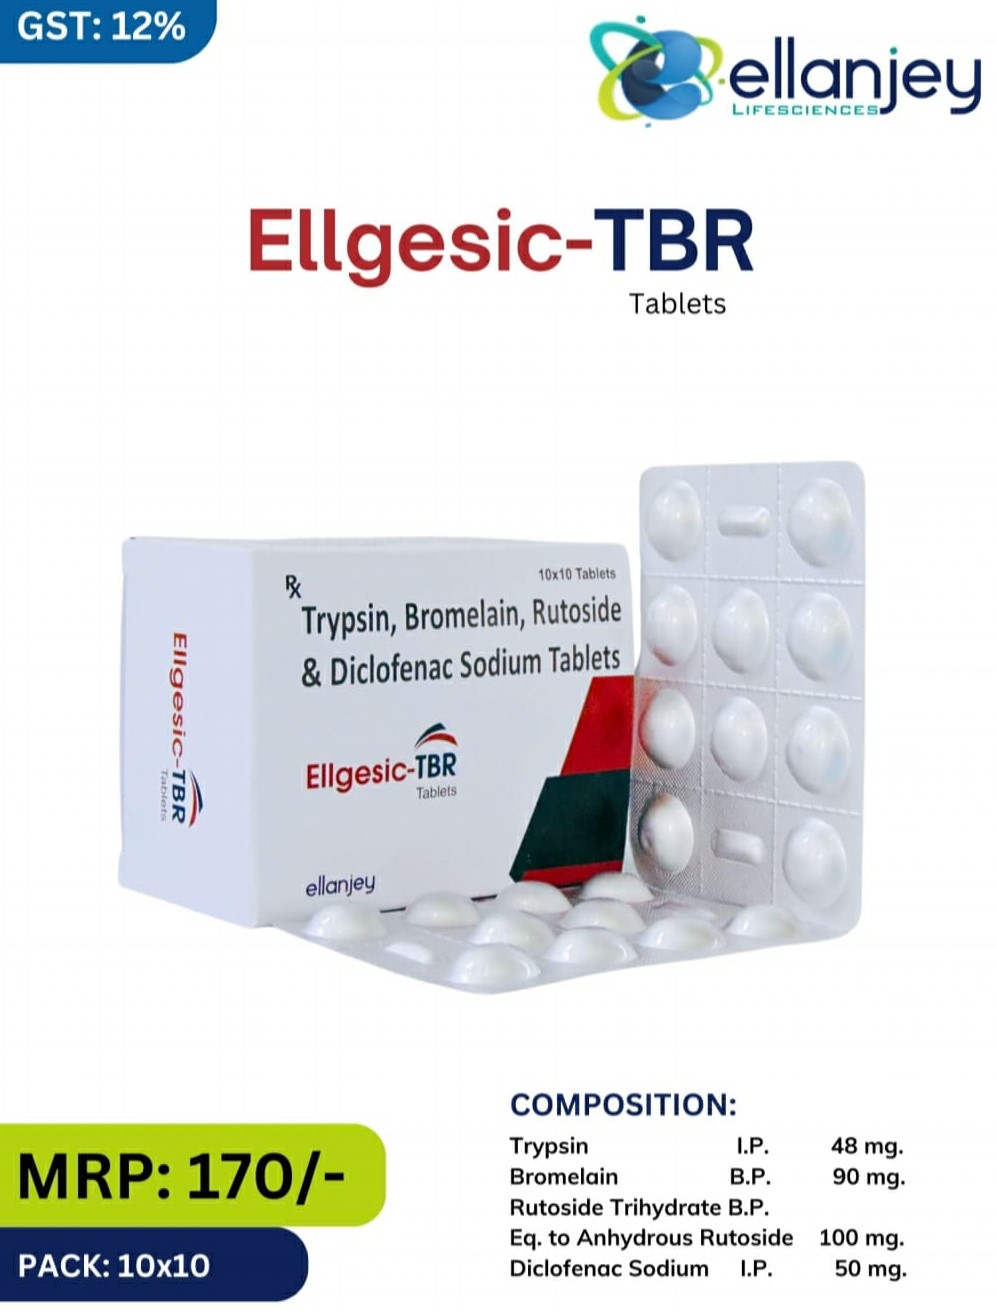 GST: 12%
ellanjey
LIFESCIENCES
Ellgesic-TBR
Tablets
Rx
10x10 Tablets
Trypsin, Bromelain, Rutoside
& Diclofenac Sodium Tablets
Ellgesic-TBR
Tablets
ellanjey
Ellgesic-TBR
Tablets
COMPOSITION:
Trypsin I.P. 48 mg.
Bromelain B.P. 90 mg.
Rutoside Trihydrate B.P.
Eq. to Anhydrous Rutoside 100 mg.
Diclofenac Sodium I.P. 50 mg.
MRP: 170/-
PACK: 10x10